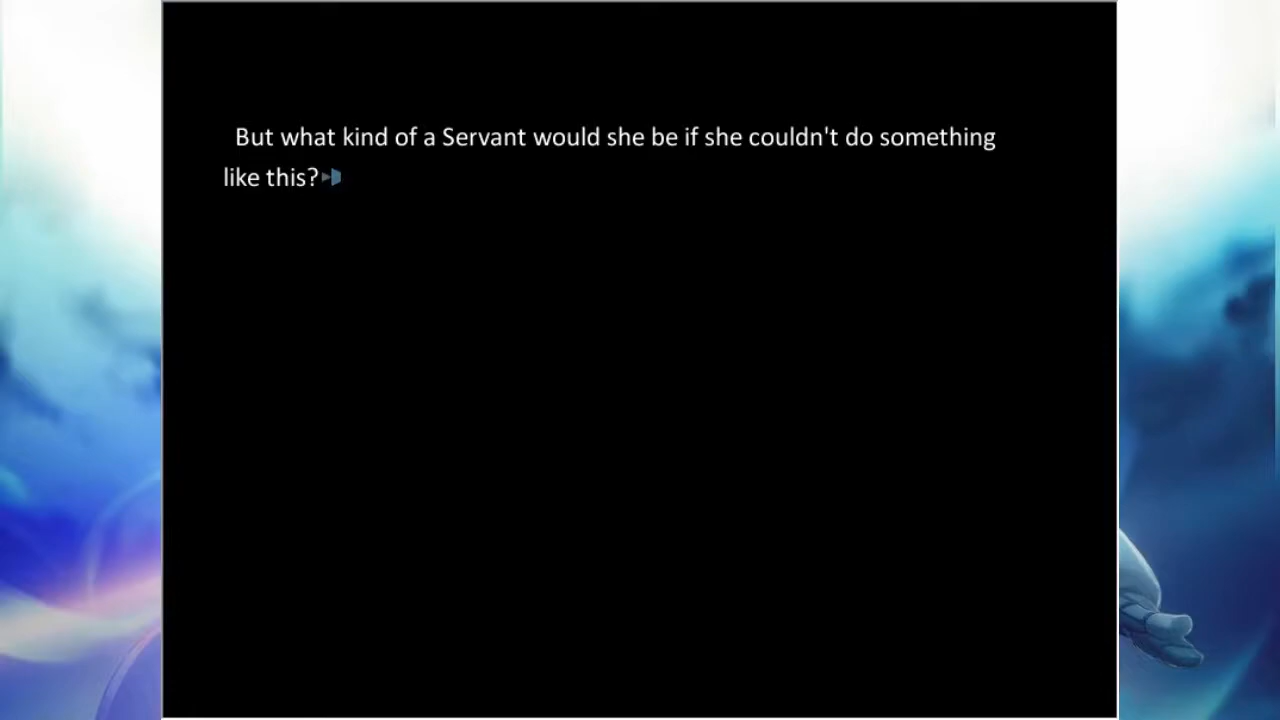 But what kind of a Servant would she be if she couldn't do something
like this?